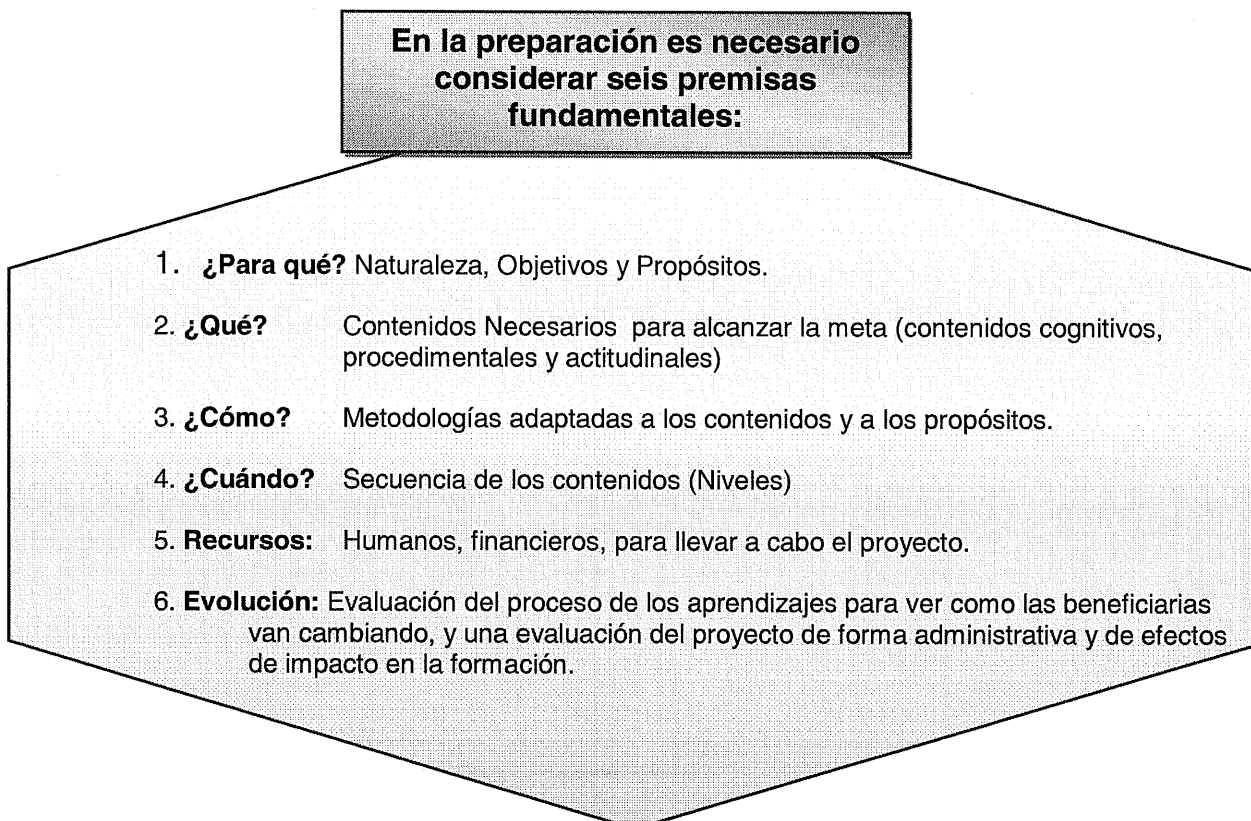 En la preparación es necesario
considerar seis premisas
fundamentales:
1. ¿Para qué? Naturaleza, Objetivos y Propósitos.
2. ¿Qué? Contenidos Necesarios para alcanzar la meta (contenidos cognitivos,
procedimentales y actitudinales)
3. ¿Cómo? Metodologías adaptadas a los contenidos y a los propósitos.
4. ¿Cuándo? Secuencia de los contenidos (Niveles)
5. Recursos: Humanos, financieros, para llevar a cabo el proyecto.
6. Evolución: Evaluación del proceso de los aprendizajes para ver como las beneficiarias
van cambiando, y una evaluación del proyecto de forma administrativa y de efectos
de impacto en la formación.